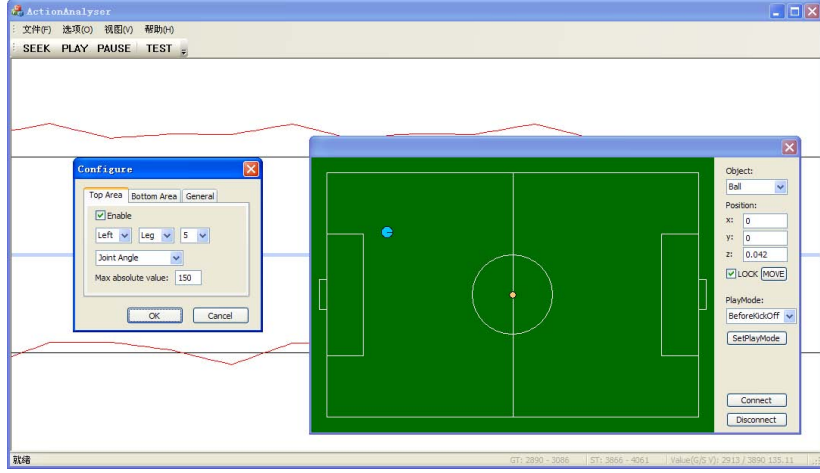 ActionAnalyser
文件(F) 选项(O) 视图(V) 帮助(H)
SEEK PLAY PAUSE TEST
Configure
Top Area Bottom Area General
Enable
Left Leg 5
Joint Angle
Max absolute value: 150
OK Cancel
Object:
Ball
Position:
x: 0
y: 0
z: 0.042
LOCK MOVE
PlayMode:
BeforeKickOff
SetPlayMode
Connect
Disconnect
就绪
GT: 2890 - 3086 ST: 3866 - 4061 Value(G/S V): 2913 / 3890 135.11